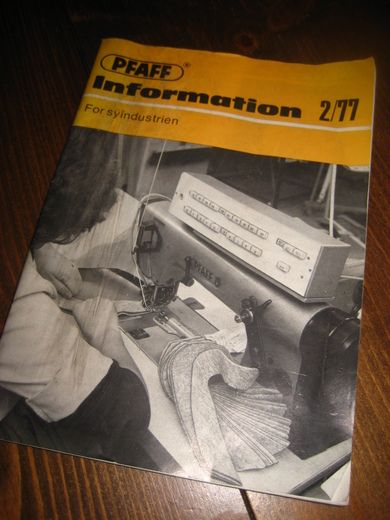 PFAFF ®
Information 2/77
For syindustrien
PFAFF